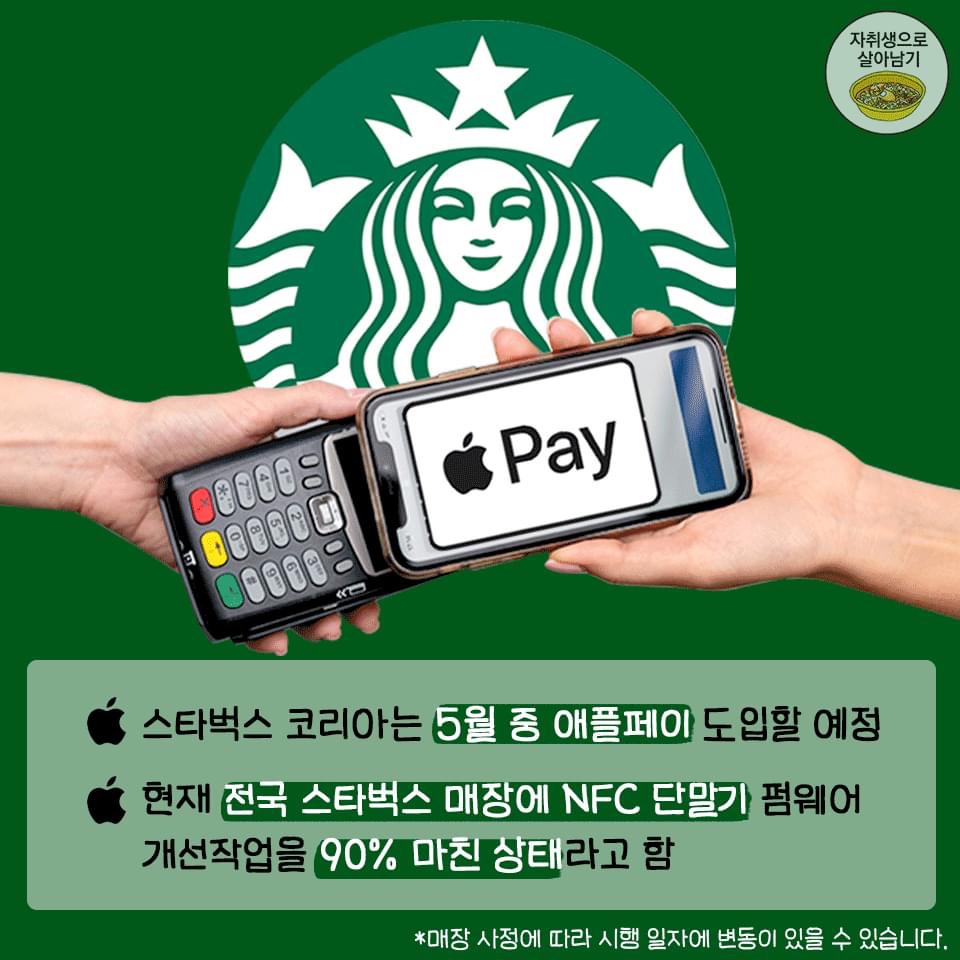 자취생으로
살아남기
Pay
스타벅스 코리아는 5월 중 애플페이 도입할 예정
현재 전국 스타벅스 매장에 NFC 단말기 펌웨어
개선작업을 90% 마친 상태라고 함
*매장 사정에 따라 시행 일자에 변동이 있을 수 있습니다.